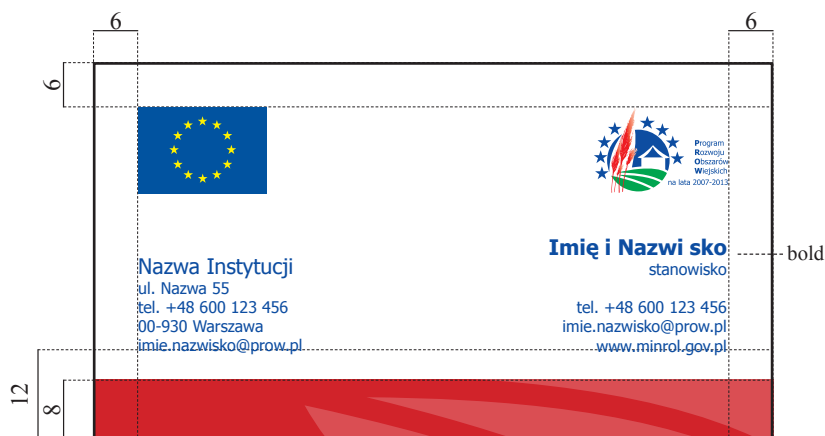 6
6
6
Program
Rozwoju
Obszarów
Wiejskich
na lata 2007-2013
Imię i Nazwi sko
bold
stanowisko
Nazwa Instytucji
ul. Nazwa 55
tel. +48 600 123 456
00-930 Warszawa
imie.nazwisko@prow.pl
tel. +48 600 123 456
imie.nazwisko@prow.pl
www.minrol.gov.pl
12
8